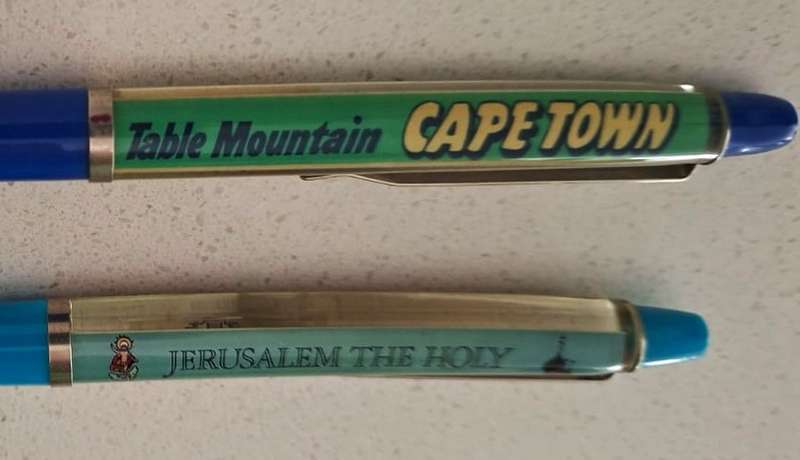 Table Mountain CAPE TOWN
JERUSALEM THE HOLY